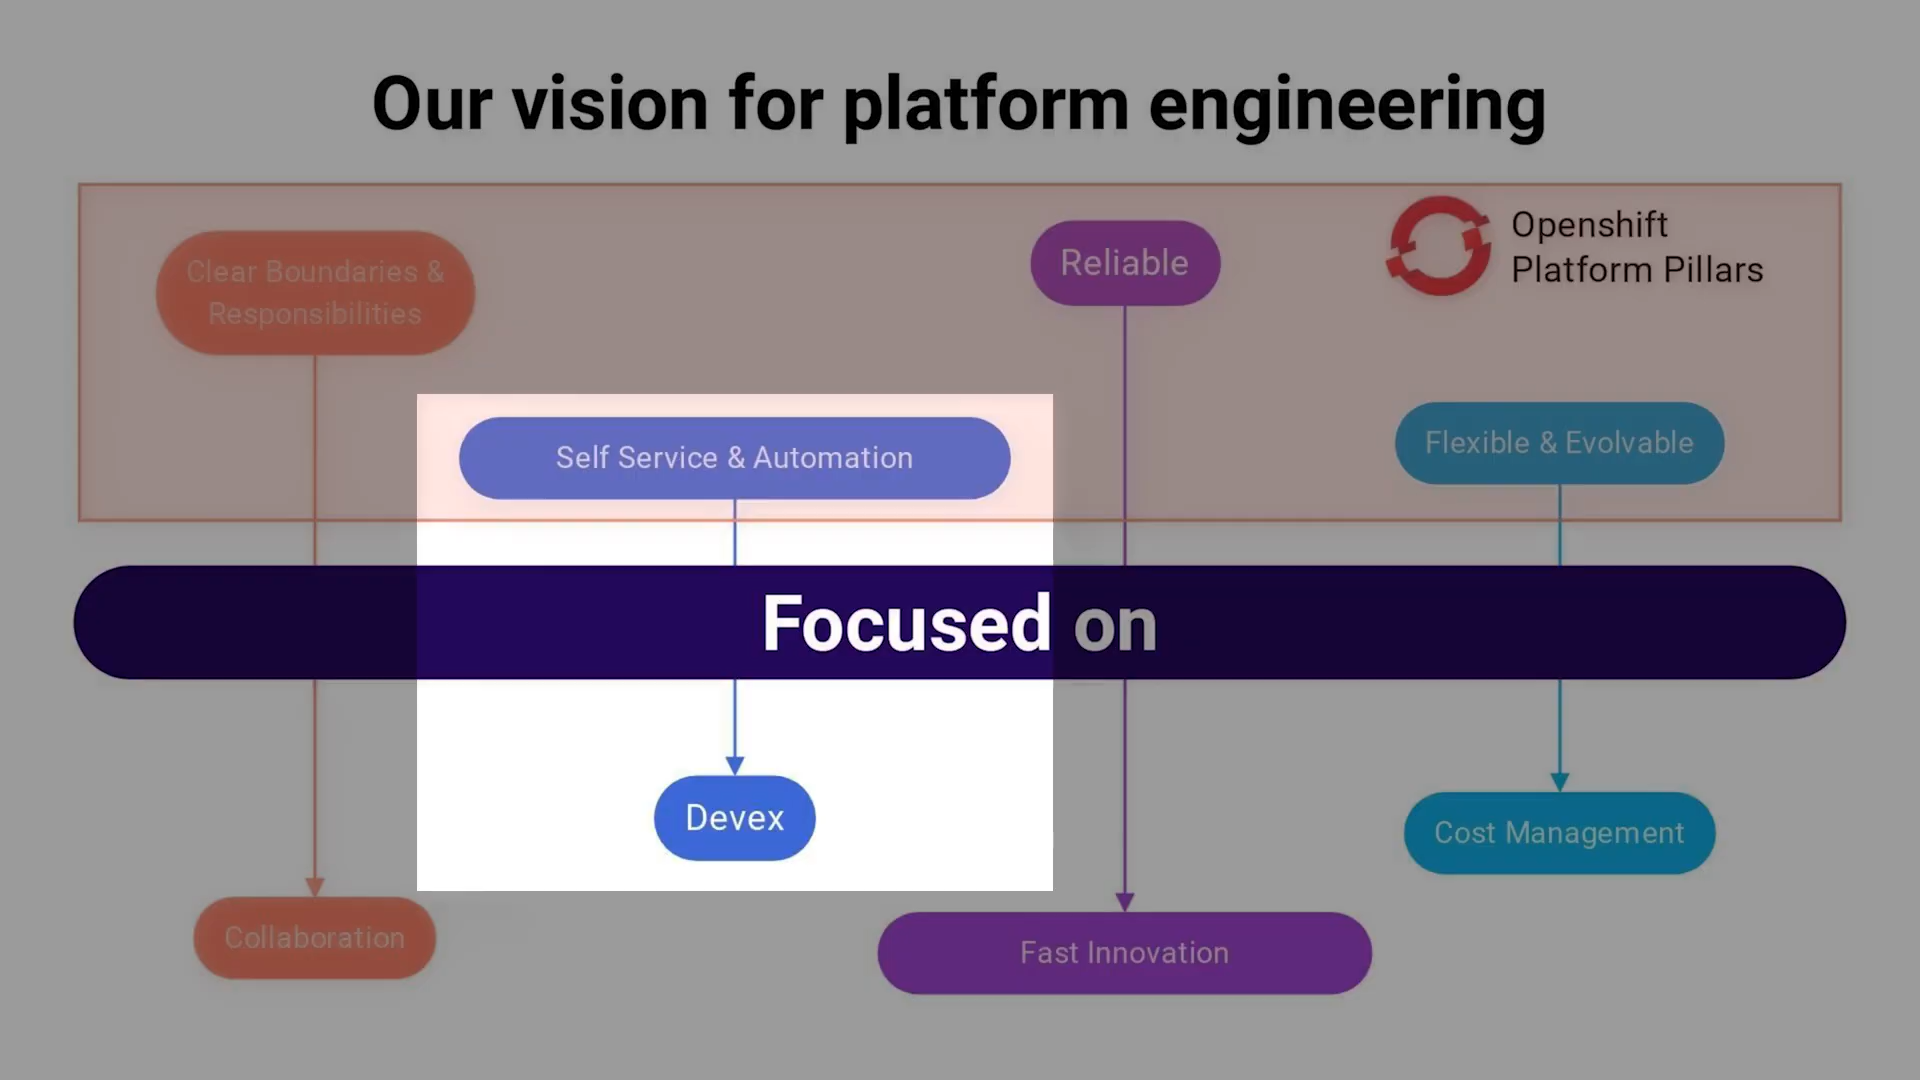 Our vision for platform engineering
Clear Boundaries &
Responsibilities
Reliable
Openshift
Platform Pillars
Self Service & Automation
Flexible & Evolvable
Focused on
Devex
Cost Management
Collaboration
Fast Innovation